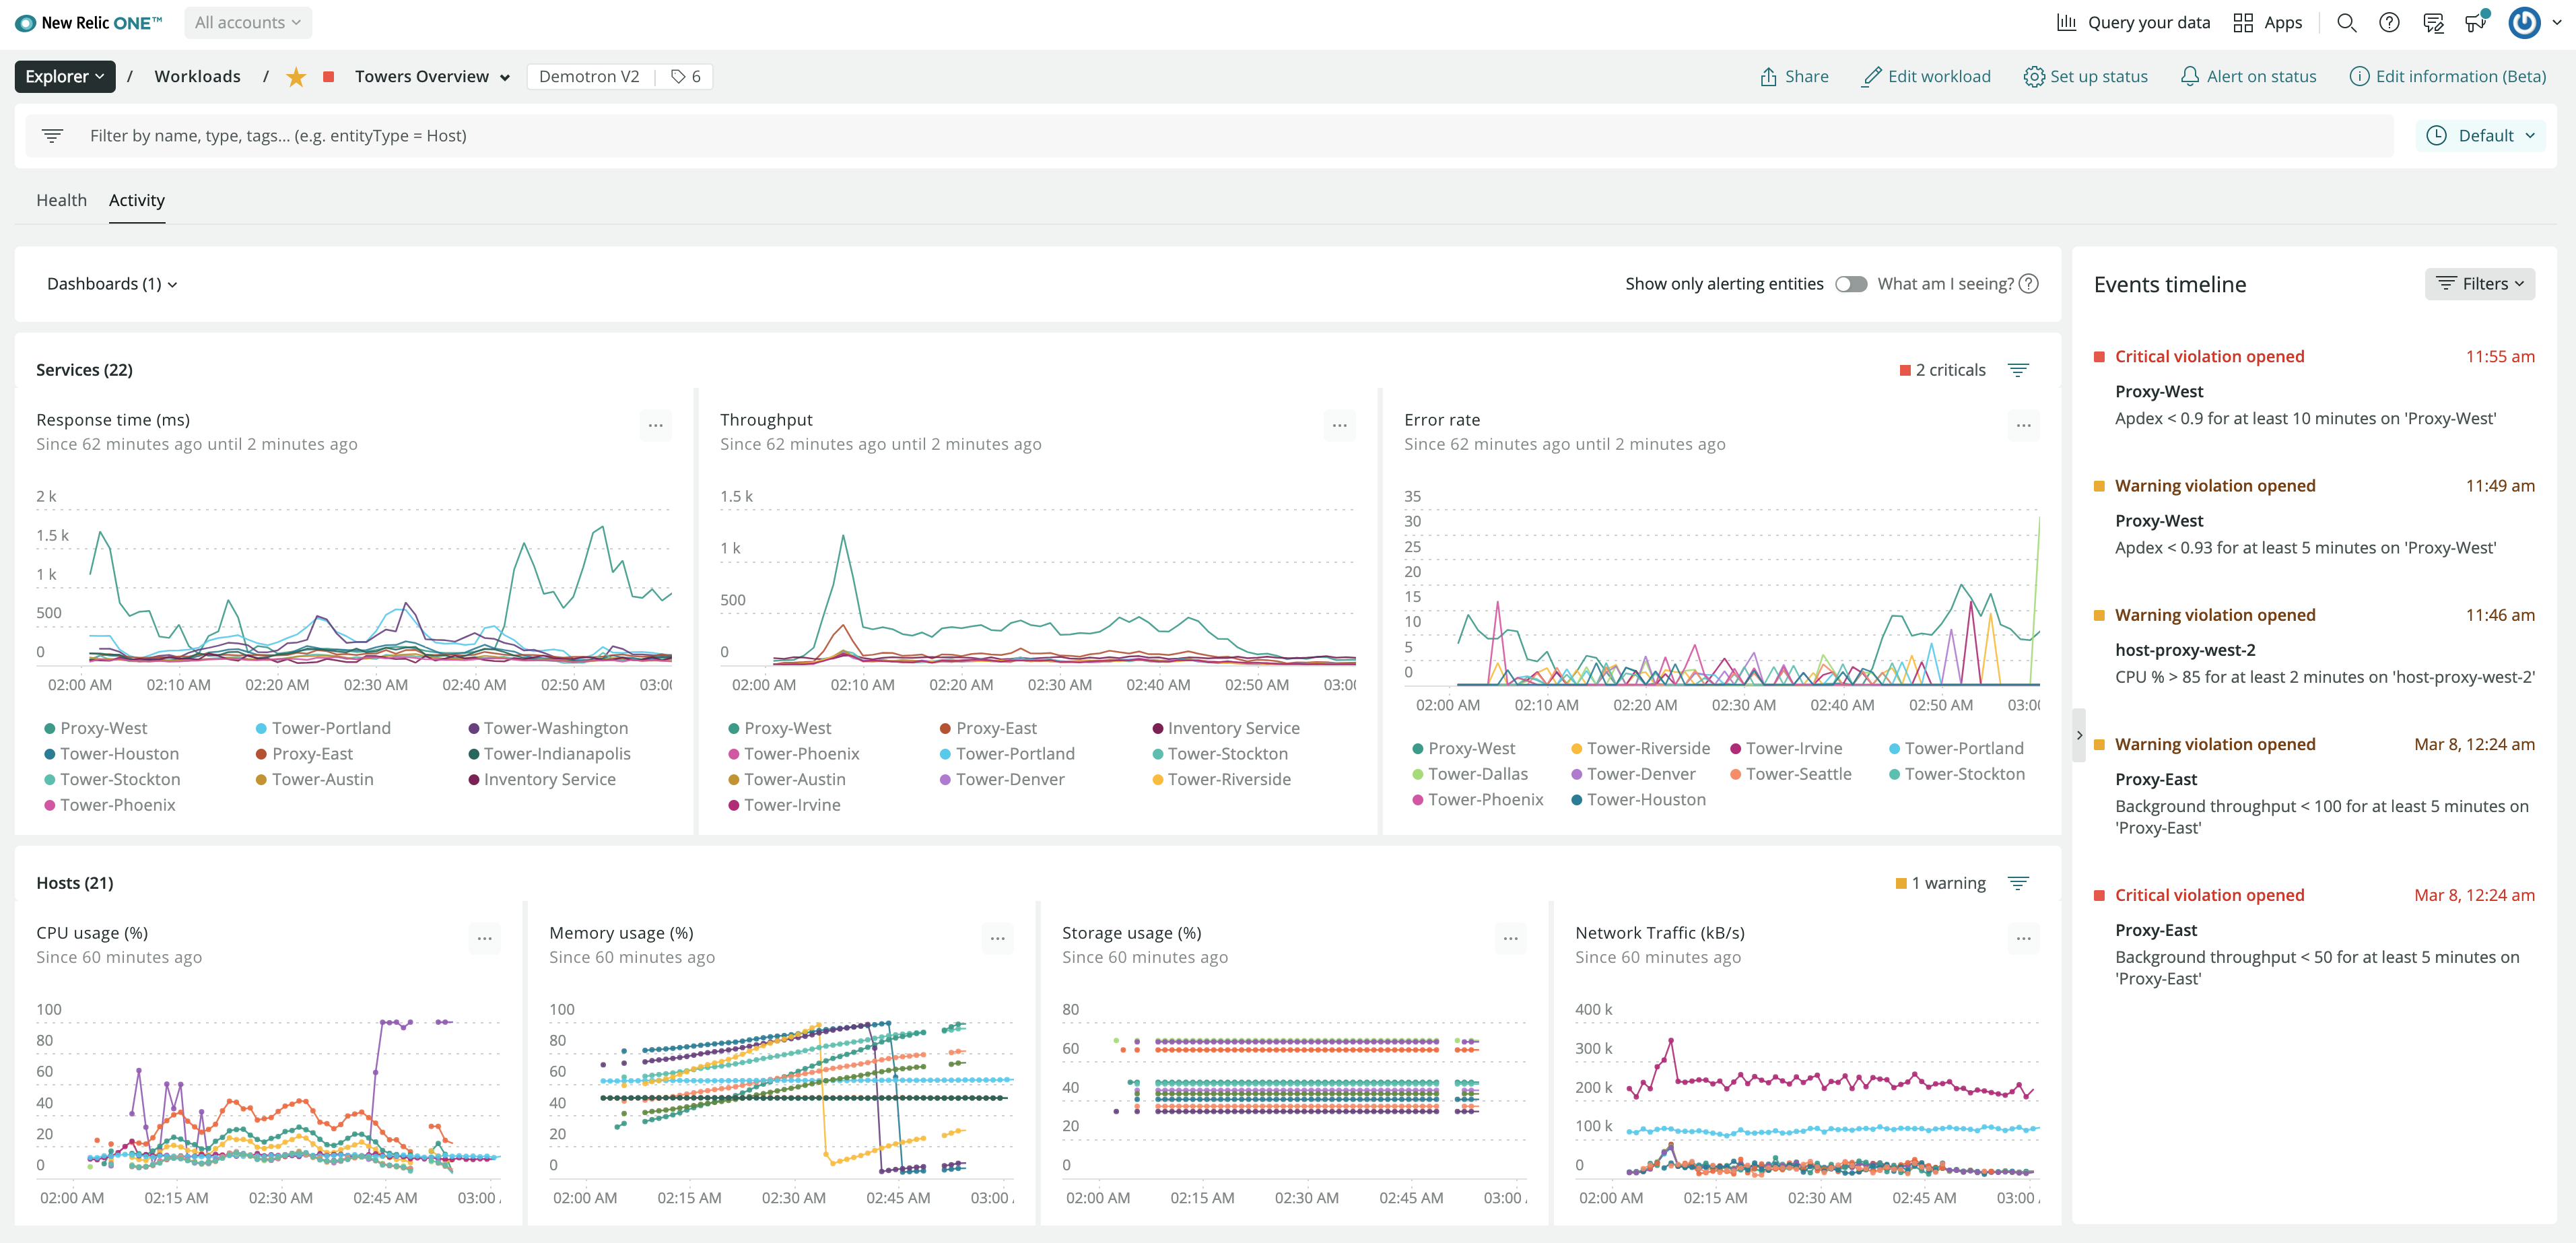 New Relic ONE™ All accounts Query your data Apps
Explorer / Workloads / Towers Overview Demotron V2 6 Share Edit workload Set up status Alert on status Edit information (Beta)
Filter by name, type, tags... (e.g. entityType = Host) Default
Health Activity
Dashboards (1) Show only alerting entities What am I seeing?
Services (22) 2 criticals
Response time (ms)
Since 62 minutes ago until 2 minutes ago
2 k
1.5 k
1 k
500
0
02:00 AM 02:10 AM 02:20 AM 02:30 AM 02:40 AM 02:50 AM 03:00
Proxy-West Tower-Portland Tower-Washington
Tower-Houston Proxy-East Tower-Indianapolis
Tower-Stockton Tower-Austin Inventory Service
Tower-Phoenix
Throughput
Since 62 minutes ago until 2 minutes ago
1.5 k
1 k
500
0
02:00 AM 02:10 AM 02:20 AM 02:30 AM 02:40 AM 02:50 AM 03:00
Proxy-West Proxy-East Inventory Service
Tower-Phoenix Tower-Portland Tower-Stockton
Tower-Austin Tower-Denver Tower-Riverside
Tower-Irvine
Error rate
Since 62 minutes ago until 2 minutes ago
35
30
25
20
15
10
5
0
02:00 AM 02:10 AM 02:20 AM 02:30 AM 02:40 AM 02:50 AM 03:00
Proxy-West Tower-Riverside Tower-Irvine Tower-Portland
Tower-Dallas Tower-Denver Tower-Seattle Tower-Stockton
Tower-Phoenix Tower-Houston
Hosts (21) 1 warning
CPU usage (%)
Since 60 minutes ago
100
80
60
40
20
0
02:00 AM 02:15 AM 02:30 AM 02:45 AM 03:00
Memory usage (%)
Since 60 minutes ago
100
80
60
40
20
0
02:00 AM 02:15 AM 02:30 AM 02:45 AM 03:00
Storage usage (%)
Since 60 minutes ago
80
60
40
20
0
02:00 AM 02:15 AM 02:30 AM 02:45 AM 03:00
Network Traffic (kB/s)
Since 60 minutes ago
400 k
300 k
200 k
100 k
0
02:00 AM 02:15 AM 02:30 AM 02:45 AM 03:00
Events timeline Filters
Critical violation opened 11:55 am
Proxy-West
Apdex < 0.9 for at least 10 minutes on 'Proxy-West'
Warning violation opened 11:49 am
Proxy-West
Apdex < 0.93 for at least 5 minutes on 'Proxy-West'
Warning violation opened 11:46 am
host-proxy-west-2
CPU % > 85 for at least 2 minutes on 'host-proxy-west-2'
Warning violation opened Mar 8, 12:24 am
Proxy-East
Background throughput < 100 for at least 5 minutes on
'Proxy-East'
Critical violation opened Mar 8, 12:24 am
Proxy-East
Background throughput < 50 for at least 5 minutes on
'Proxy-East'